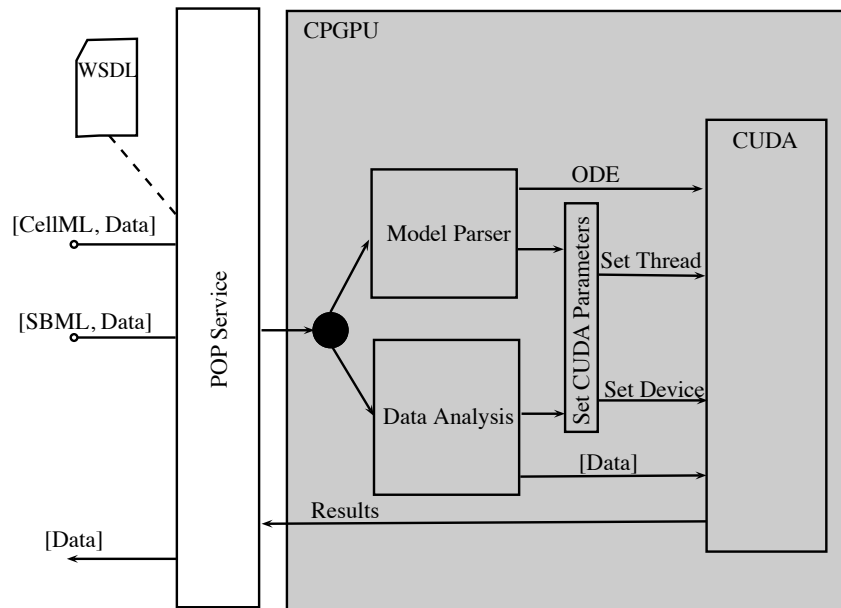 CPGPU
WSDL
CUDA
ODE
[CellML, Data]
Model Parser
Set Thread
[SBML, Data]
POP Service
Set CUDA Parameters
Set Device
Data Analysis
[Data]
Results
[Data]